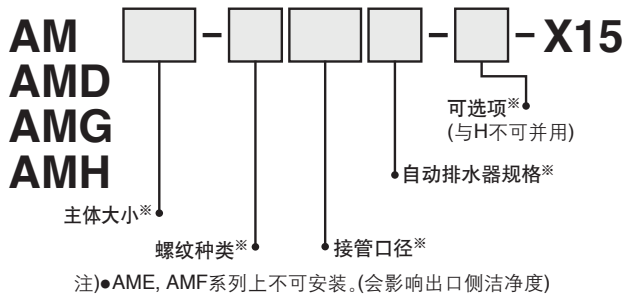 AM - - - X15
AMD
AMG
AMH
可选项※
(与H不可并用)
自动排水器规格※
主体大小※
螺纹种类※
接管口径※
注)●AME, AMF系列上不可安装。(会影响出口侧洁净度)